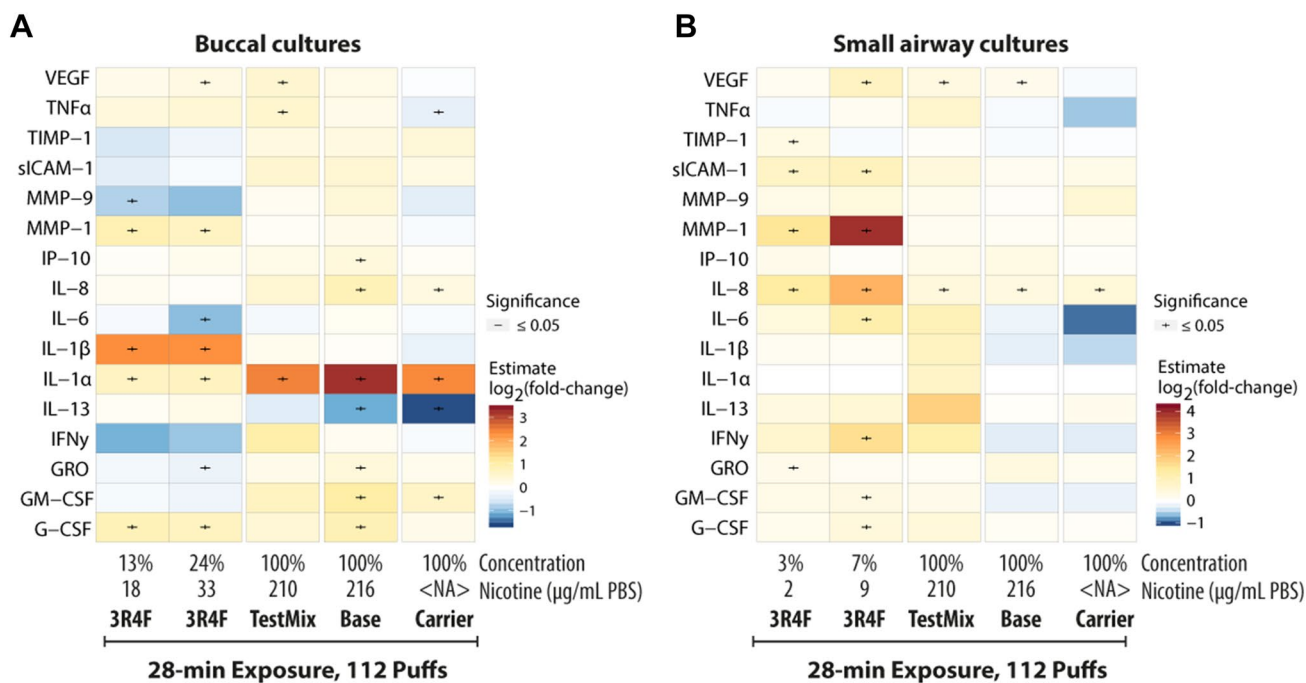 A
Buccal cultures
VEGF
TNFα
TIMP−1
sICAM−1
MMP−9
MMP−1
IP−10
IL−8
IL−6
IL−1β
IL−1α
IL−13
IFNy
GRO
GM−CSF
G−CSF
Significance
≤ 0.05
Estimate
log2(fold-change)
3
2
1
0
−1
13% 24% 100% 100% 100% Concentration
18 33 210 216 <NA> Nicotine (µg/mL PBS)
3R4F 3R4F TestMix Base Carrier
28-min Exposure, 112 Puffs
B
Small airway cultures
VEGF
TNFα
TIMP−1
sICAM−1
MMP−9
MMP−1
IP−10
IL−8
IL−6
IL−1β
IL−1α
IL−13
IFNy
GRO
GM−CSF
G−CSF
Significance
≤ 0.05
Estimate
log2(fold-change)
4
3
2
1
0
−1
3% 7% 100% 100% 100% Concentration
2 9 210 216 <NA> Nicotine (µg/mL PBS)
3R4F 3R4F TestMix Base Carrier
28-min Exposure, 112 Puffs